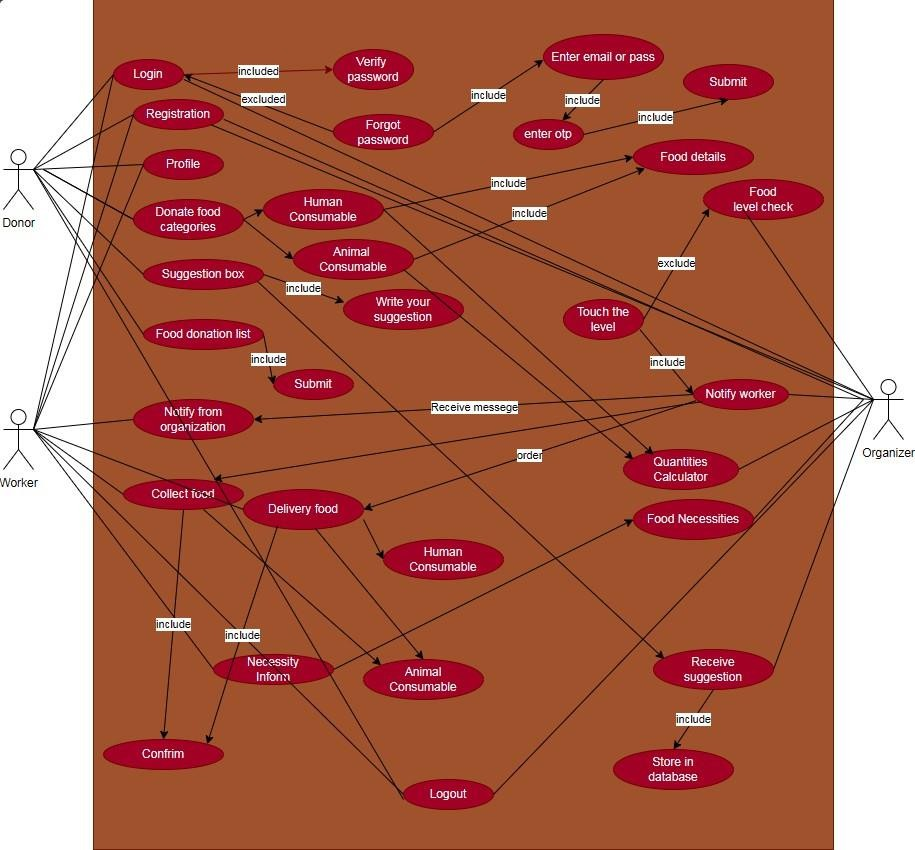 Login
included
Verify
password
Enter email or pass
Submit
excluded
include
include
include
Registration
Forgot
password
enter otp
Profile
Food details
include
Food
level check
Donor
Donate food
categories
Human
Consumable
include
Animal
Consumable
exclude
Suggestion box
include
Write your
suggestion
Touch the
level
Food donation list
include
include
Submit
Notify worker
Receive messege
Notify from
organization
Organizer
order
Worker
Quantities
Calculator
Collect food
Delivery food
Food Necessities
Human
Consumable
include
include
Necessity
Inform
Animal
Consumable
Receive
suggestion
include
Confrim
Store in
database
Logout